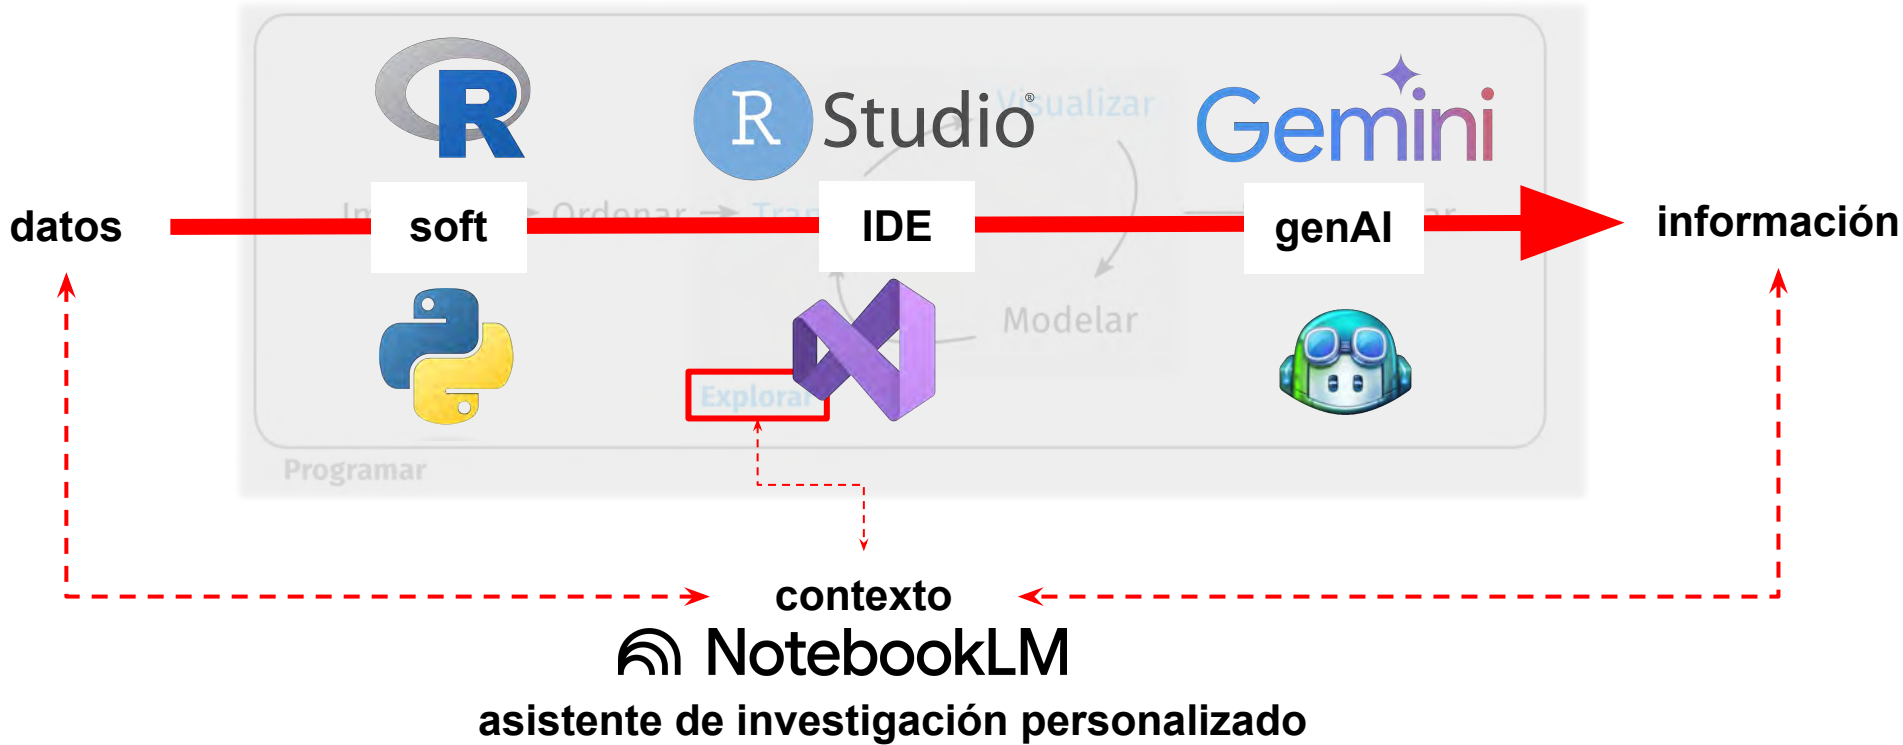 R
R Studio®
Gemini
Visualizar
datos
soft
Ordenar
IDE
genAI
información
Modelar
Explorar
Programar
contexto
NotebookLM
asistente de investigación personalizado